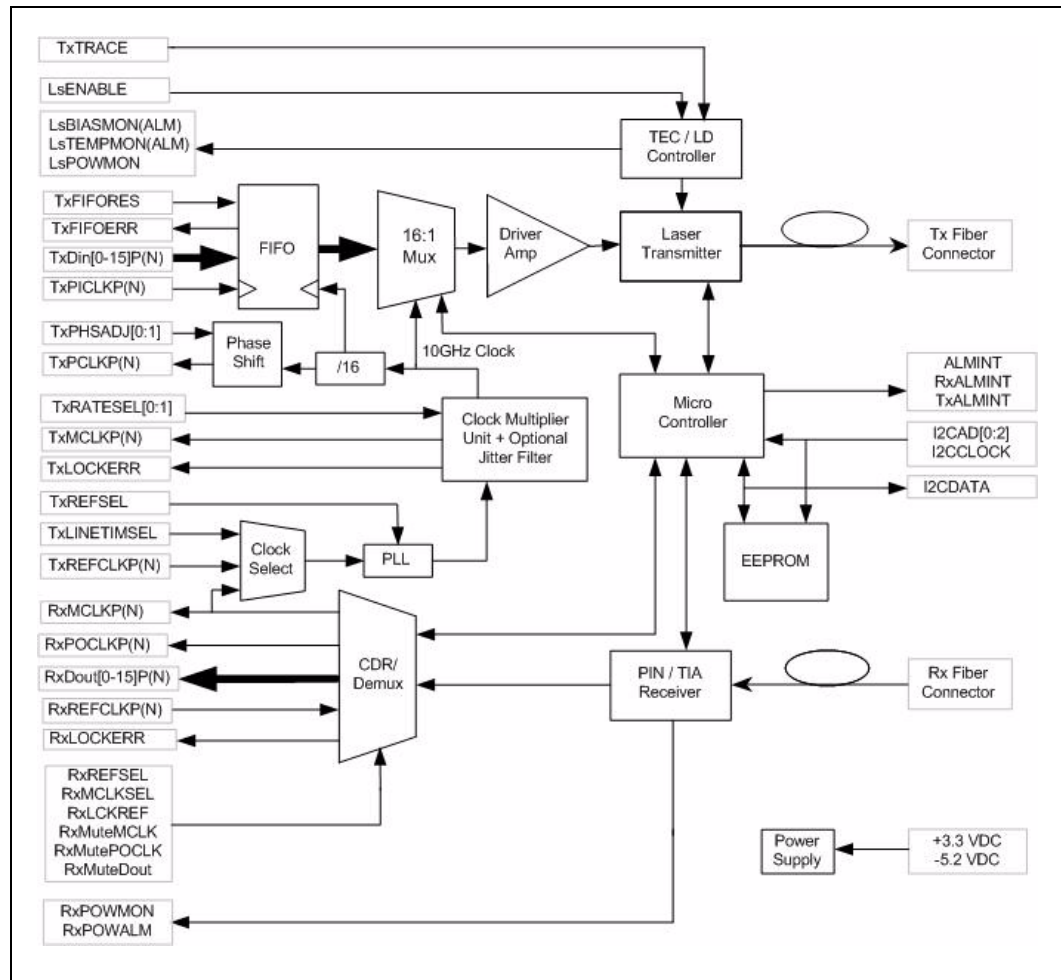 TxTRACE
LsENABLE
LsBIASMON(ALM)
LsTEMPMON(ALM)
LsPOWMON
TEC / LD
Controller
TxFIFORES
TxFIFOERR
TxDin[0-15]P(N)
TxPICLKP(N)
FIFO
16:1
Mux
Driver
Amp
Laser
Transmitter
Tx Fiber
Connector
TxPHSADJ[0:1]
TxPCLKP(N)
Phase
Shift
/16
10GHz Clock
TxRATESEL[0:1]
TxMCLKP(N)
TxLOCKERR
Clock Multiplier
Unit + Optional
Jitter Filter
Micro
Controller
ALMINT
RxALMINT
TxALMINT
I2CAD[0:2]
I2CCLOCK
I2CDATA
EEPROM
TxREFSEL
TxLINETIMSEL
TxREFCLKP(N)
Clock
Select
PLL
RxMCLKP(N)
RxPOCLKP(N)
RxDout[0-15]P(N)
RxREFCLKP(N)
RxLOCKERR
CDR/
Demux
PIN / TIA
Receiver
Rx Fiber
Connector
RxREFSEL
RxMCLKSEL
RxLCKREF
RxMuteMCLK
RxMutePOCLK
RxMuteDout
Power
Supply
+3.3 VDC
-5.2 VDC
RxPOWMON
RxPOWALM